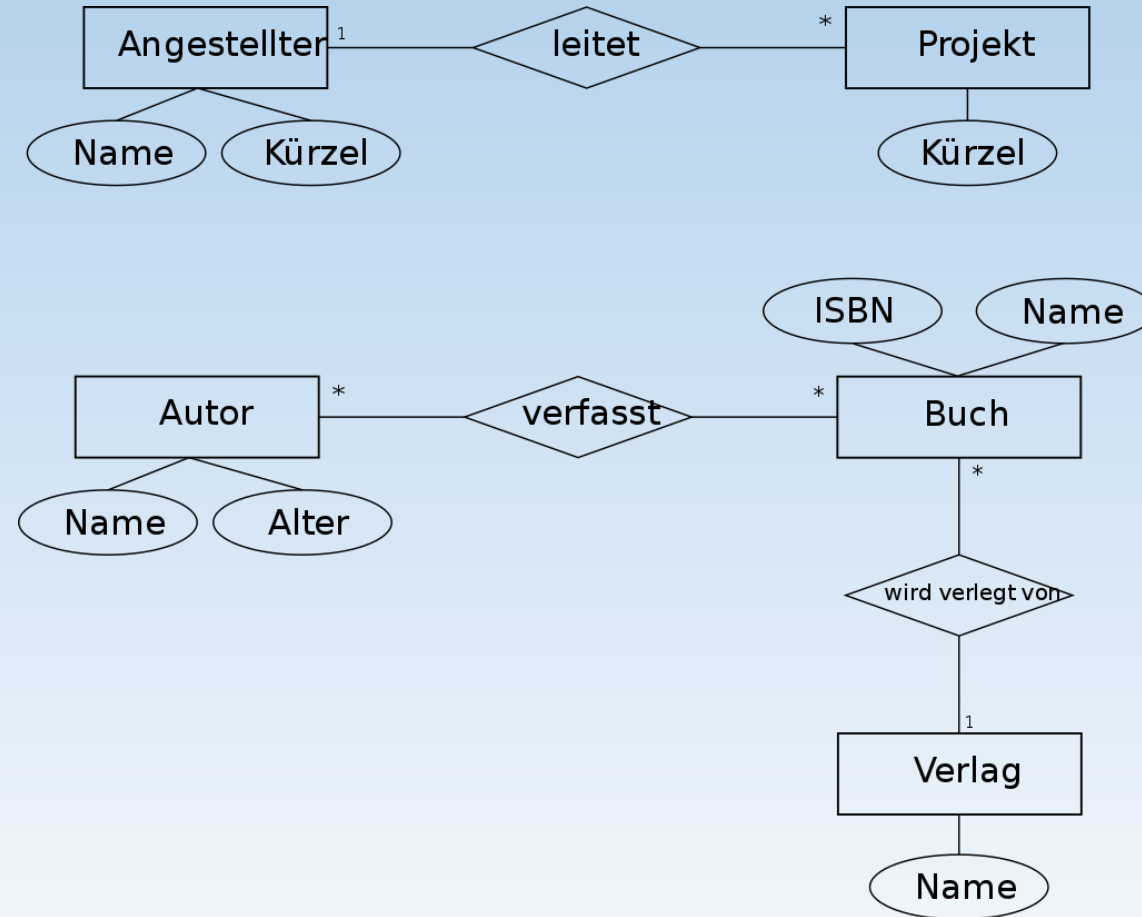 Angestellter 1 leitet * Projekt
Name Kürzel Kürzel
ISBN Name
Autor * verfasst * Buch
*
Name Alter
wird verlegt von
1
Verlag
Name